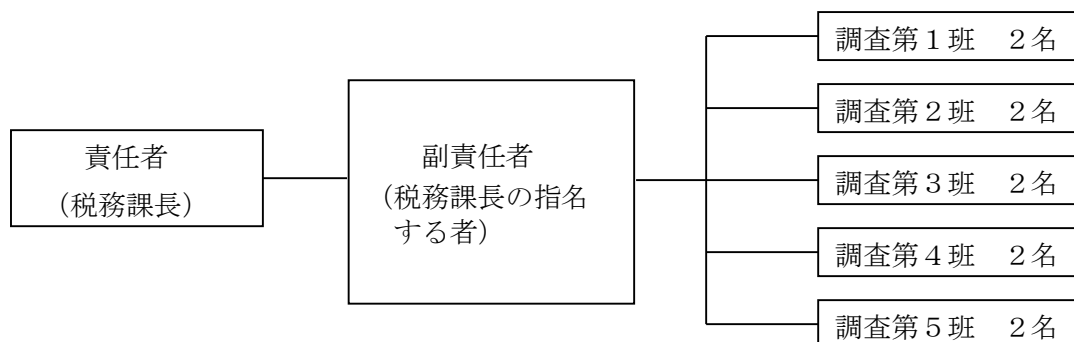 責任者
(税務課長)
副責任者
(税務課長の指名
する者)
調査第1班　2名
調査第2班　2名
調査第3班　2名
調査第4班　2名
調査第5班　2名